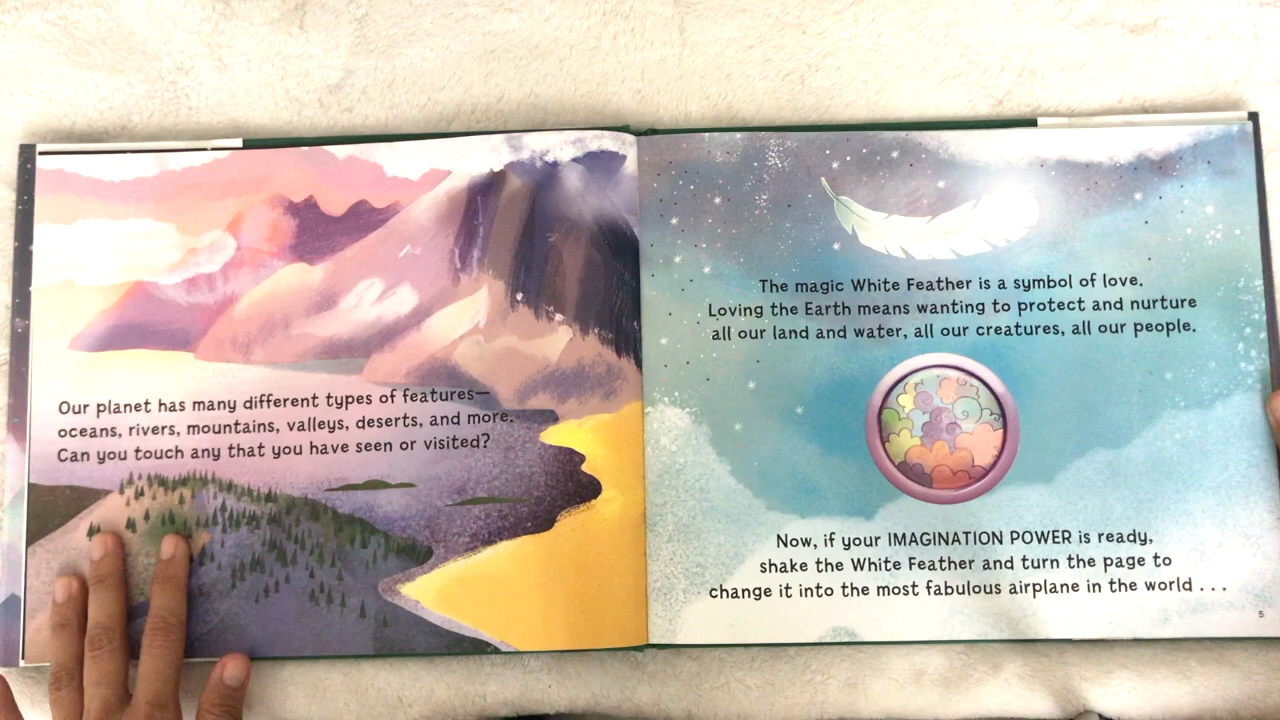 Our planet has many different types of features—
oceans, rivers, mountains, valleys, deserts, and more.
Can you touch any that you have seen or visited?
The magic White Feather is a symbol of love.
Loving the Earth means wanting to protect and nurture
all our land and water, all our creatures, all our people.
Now, if your IMAGINATION POWER is ready,
shake the White Feather and turn the page to
change it into the most fabulous airplane in the world . . .
5